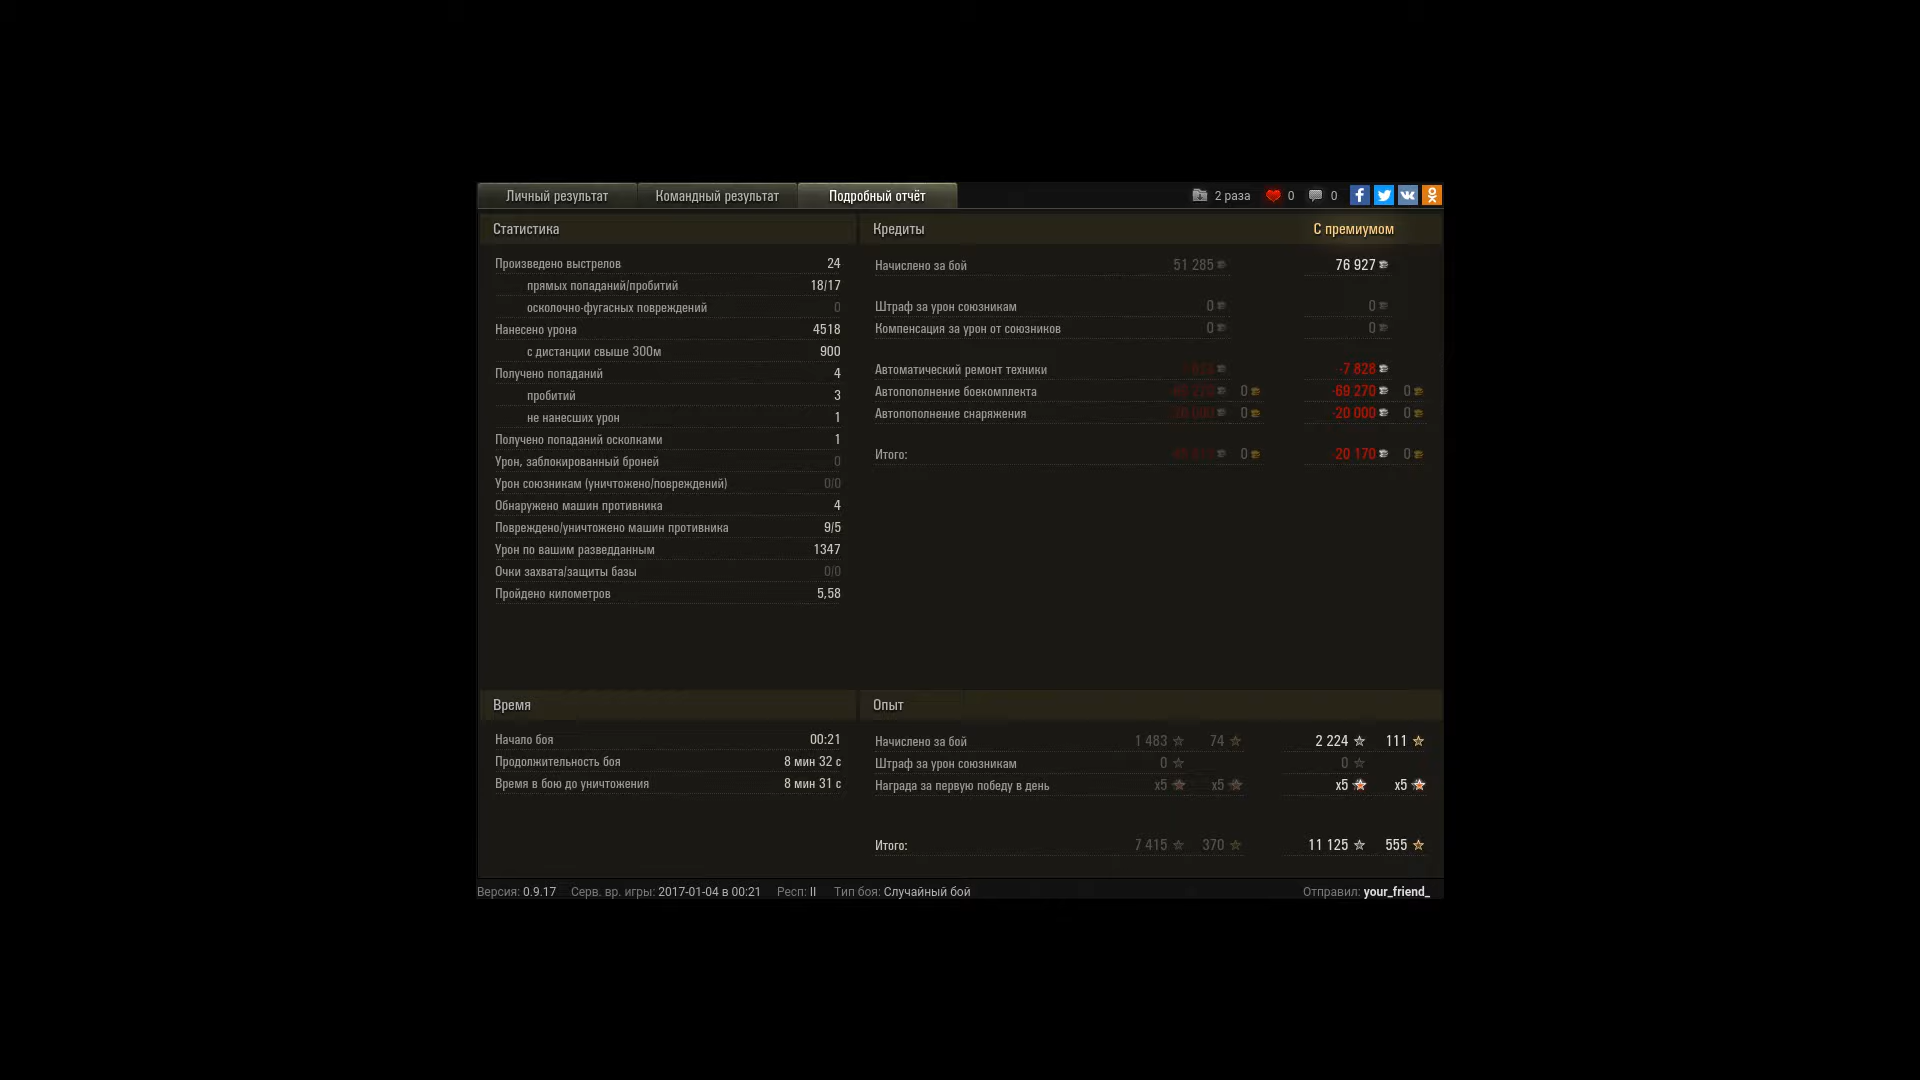 Личный результат Командный результат Подробный отчёт 2 раза 0 0
Статистика
Произведено выстрелов 24
прямых попаданий/пробитий 18/17
осколочно-фугасных повреждений 0
Нанесено урона 4518
с дистанции свыше 300м 900
Получено попаданий 4
пробитий 3
не нанесших урон 1
Получено попаданий осколками 1
Урон, заблокированный броней 0
Урон союзникам (уничтожено/повреждений) 0/0
Обнаружено машин противника 4
Повреждено/уничтожено машин противника 9/5
Урон по вашим разведданным 1347
Очки захвата/защиты базы 0/0
Пройдено километров 5,58
Кредиты С премиумом
Начислено за бой 51 285 76 927
Штраф за урон союзникам 0 0
Компенсация за урон от союзников 0 0
Автоматический ремонт техники -7 828
Автопополнение боекомплекта 0 -69 270 0
Автопополнение снаряжения 0 -20 000 0
Итого: 0 -20 170 0
Время
Начало боя 00:21
Продолжительность боя 8 мин 32 с
Время в бою до уничтожения 8 мин 31 с
Опыт
Начислено за бой 1 483 74 2 224 111
Штраф за урон союзникам 0 0
Награда за первую победу в день x5 x5 x5 x5
Итого: 7 415 370 11 125 555
Версия: 0.9.17 Серв. вр. игры: 2017-01-04 в 00:21 Респ: II Тип боя: Случайный бой Отправил: your_friend_